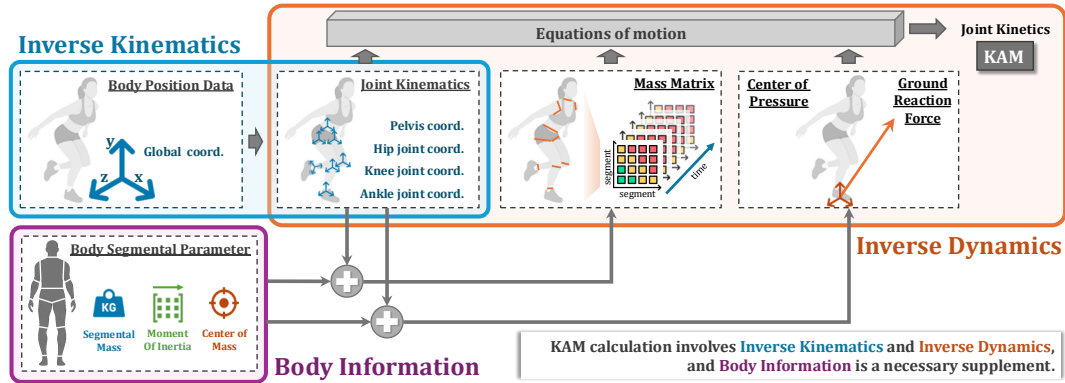 Equations of motion
Joint Kinetics
KAM
Inverse Kinematics
Body Position Data
y
z
x
Global coord.
Joint Kinematics
Pelvis coord.
Hip joint coord.
Knee joint coord.
Ankle joint coord.
Mass Matrix
segment
segment
time
Center of
Pressure
Ground
Reaction
Force
Inverse Dynamics
Body Segmental Parameter
KG
Segmental
Mass
Moment
Of Inertia
Center of
Mass
Body Information
KAM calculation involves Inverse Kinematics and Inverse Dynamics,
and Body Information is a necessary supplement.